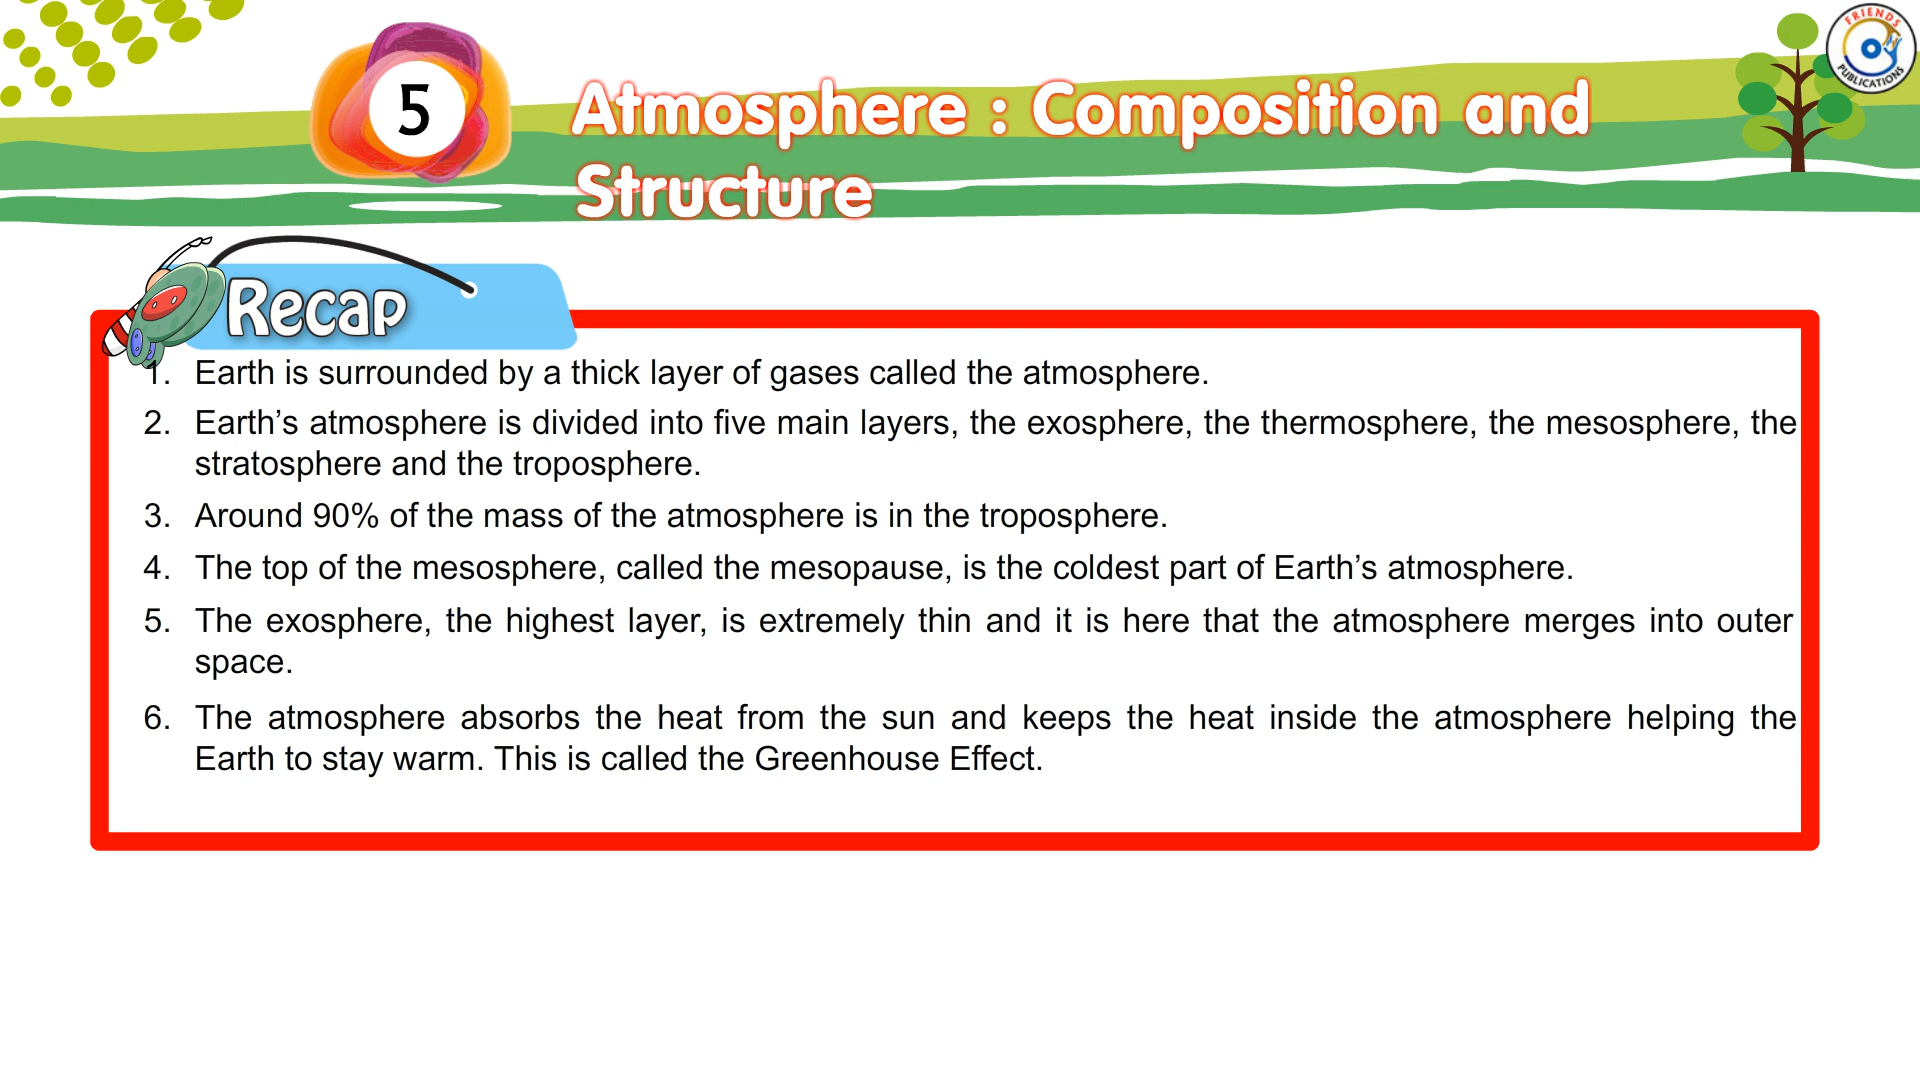 FRIENDS
PUBLICATIONS
5
Atmosphere : Composition and
Structure
Recap
1. Earth is surrounded by a thick layer of gases called the atmosphere.
2. Earth’s atmosphere is divided into five main layers, the exosphere, the thermosphere, the mesosphere, the
stratosphere and the troposphere.
3. Around 90% of the mass of the atmosphere is in the troposphere.
4. The top of the mesosphere, called the mesopause, is the coldest part of Earth’s atmosphere.
5. The exosphere, the highest layer, is extremely thin and it is here that the atmosphere merges into outer
space.
6. The atmosphere absorbs the heat from the sun and keeps the heat inside the atmosphere helping the
Earth to stay warm. This is called the Greenhouse Effect.